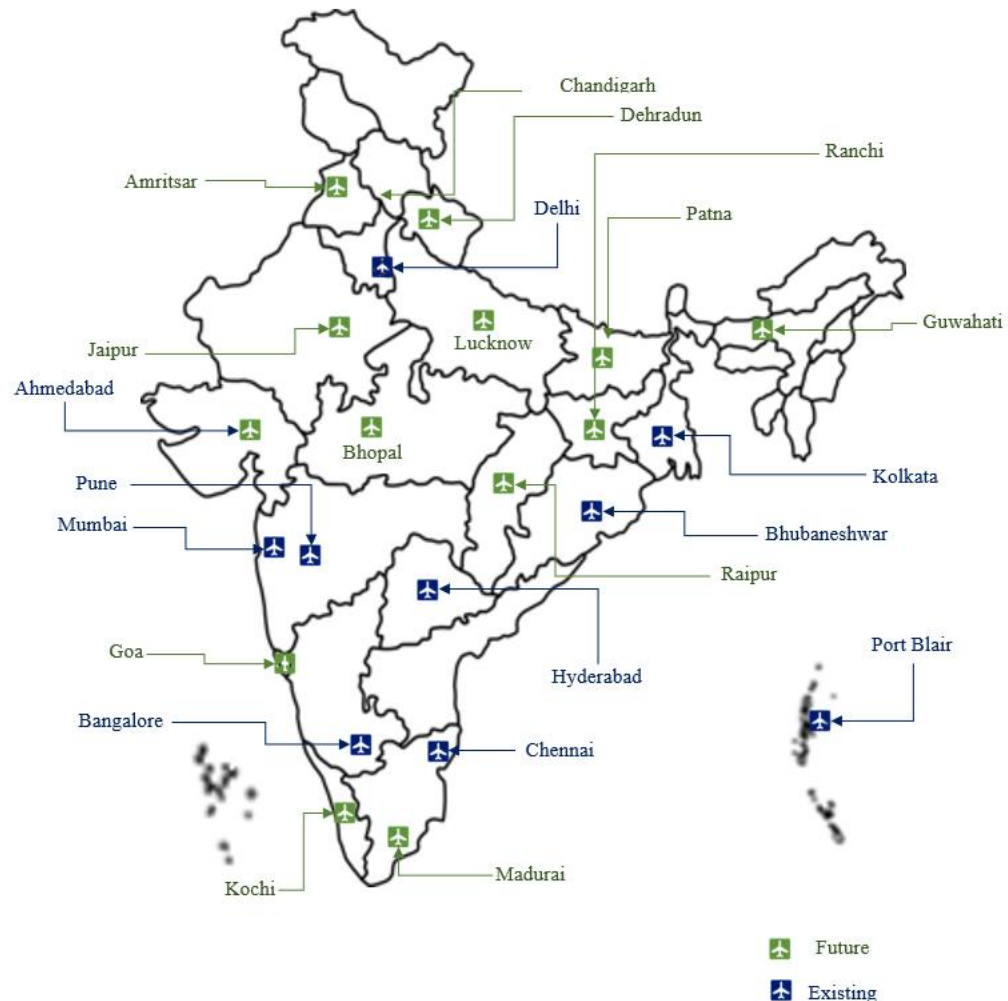 Chandigarh
Dehradun
Ranchi
Amritsar
Delhi
Patna
Guwahati
Lucknow
Jaipur
Ahmedabad
Bhopal
Kolkata
Pune
Mumbai
Bhubaneshwar
Raipur
Goa
Port Blair
Hyderabad
Bangalore
Chennai
Madurai
Kochi
Future
Existing